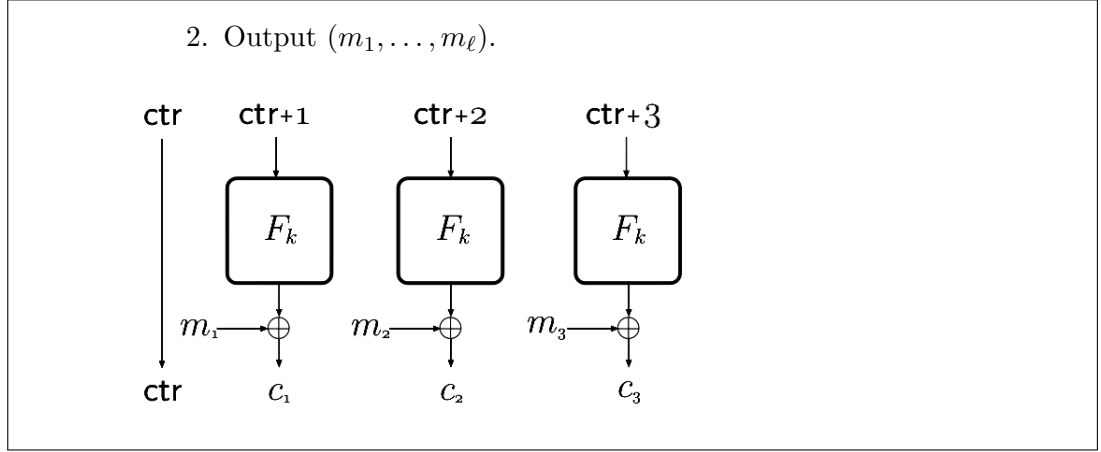 2. Output (m₁, . . . , mℓ).
ctr ctr+1 ctr+2 ctr+3
Fₖ Fₖ Fₖ
m₁ m₂ m₃
ctr c₁ c₂ c₃